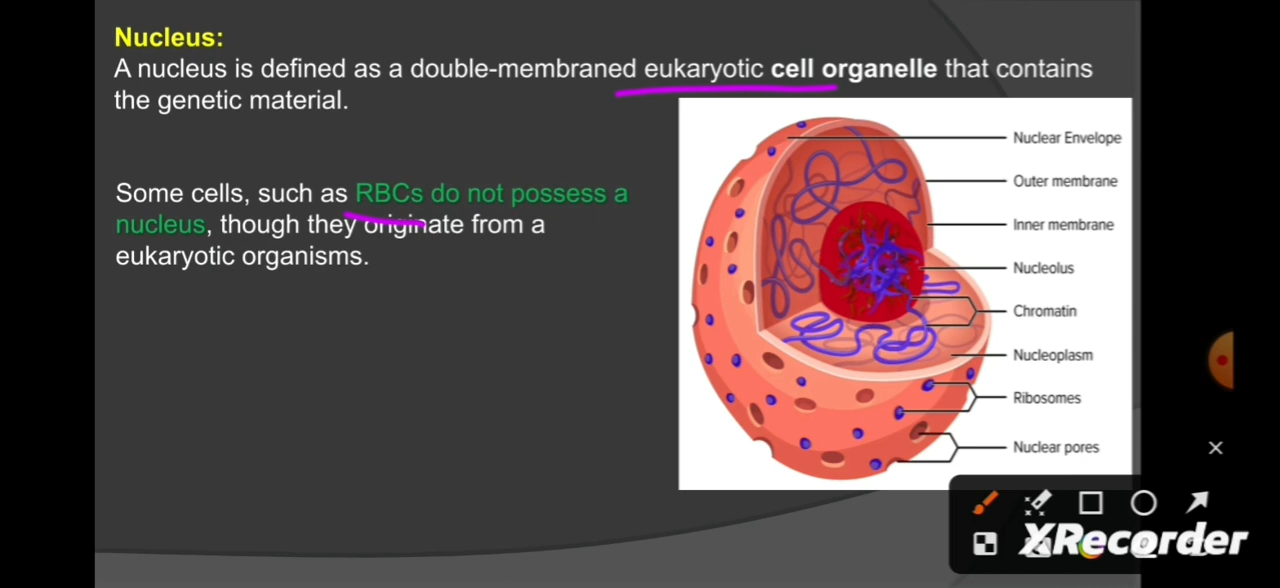 Nucleus:
A nucleus is defined as a double-membraned eukaryotic cell organelle that contains
the genetic material.
Some cells, such as RBCs do not possess a
nucleus, though they originate from a
eukaryotic organisms.
Nuclear Envelope
Outer membrane
Inner membrane
Nucleolus
Chromatin
Nucleoplasm
Ribosomes
Nuclear pores
XRecorder